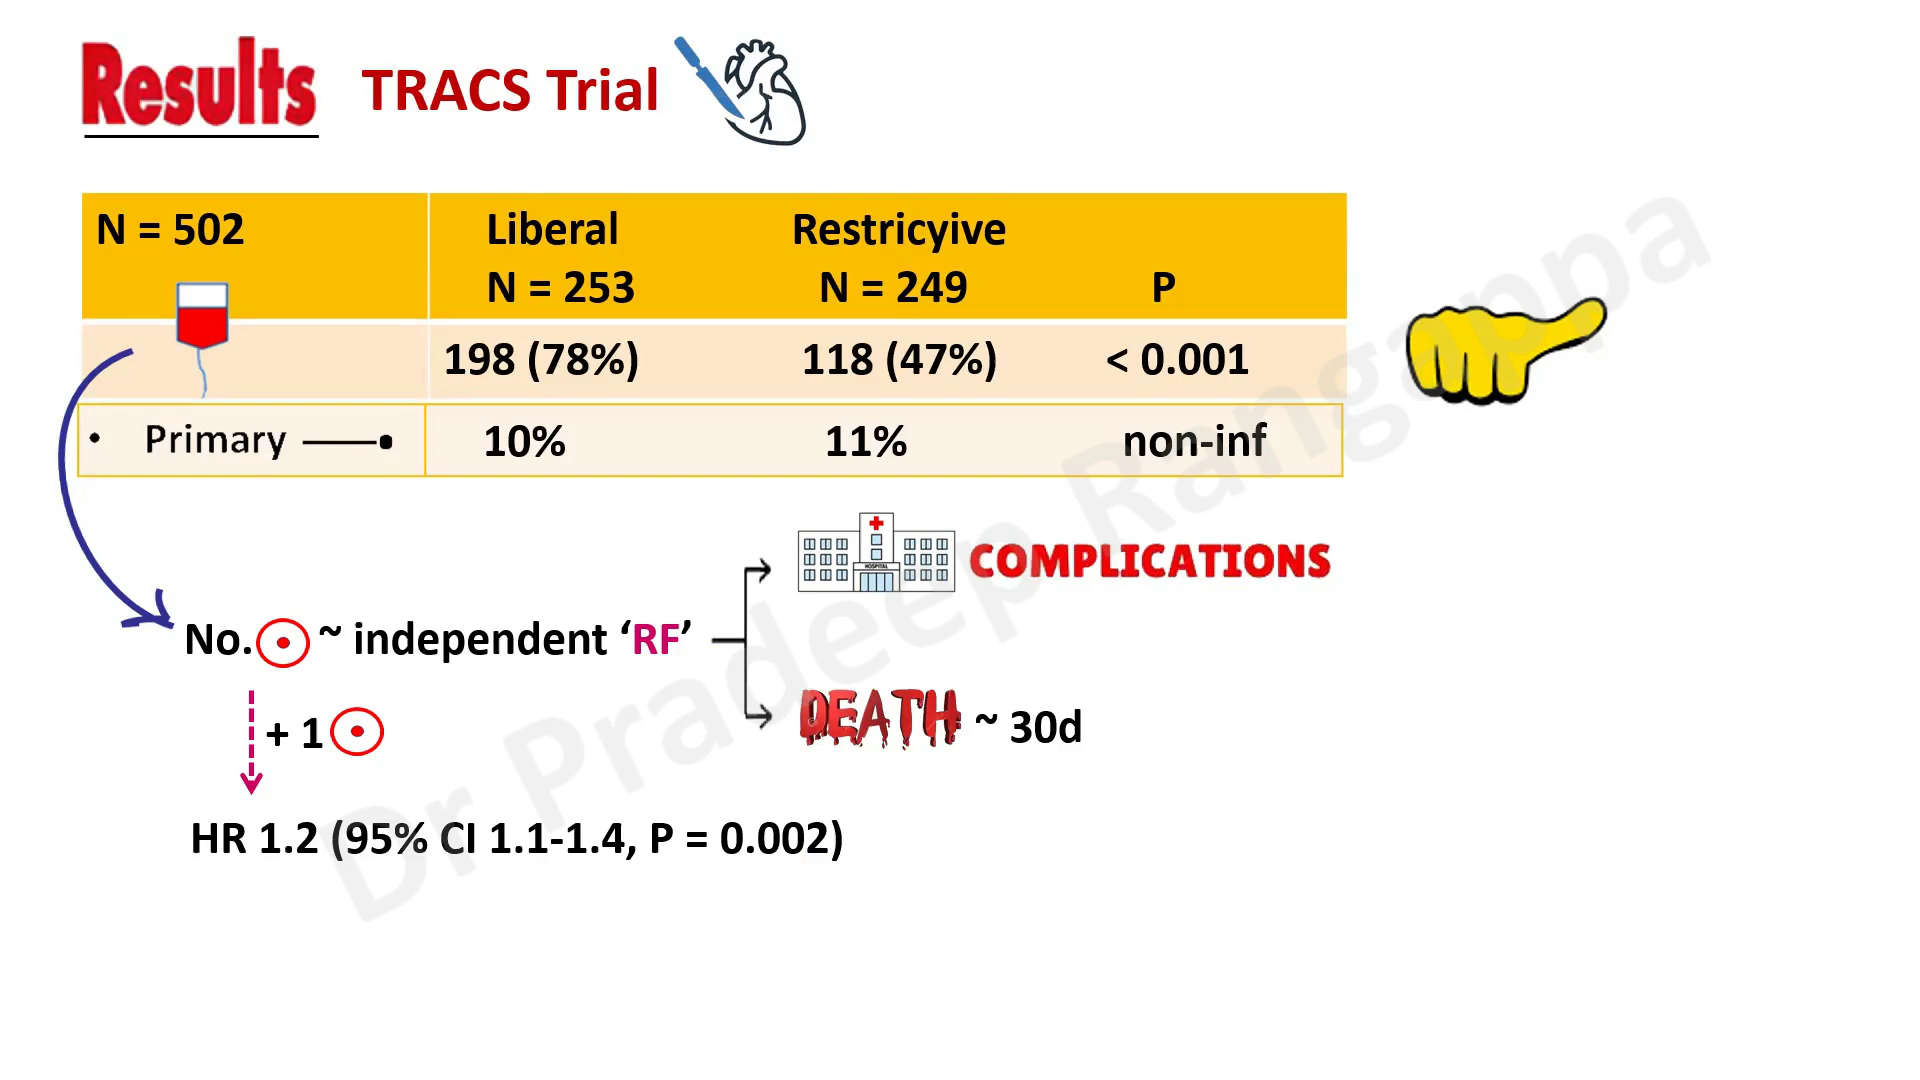 Results TRACS Trial
N = 502 Liberal Restricyive
N = 253 N = 249 P
198 (78%) 118 (47%) < 0.001
• Primary 10% 11% non-inf
HOSPITAL COMPLICATIONS
No. ~ independent ‘RF’
DEATH ~ 30d
+ 1
HR 1.2 (95% CI 1.1-1.4, P = 0.002)
Dr Pradeep Rangappa